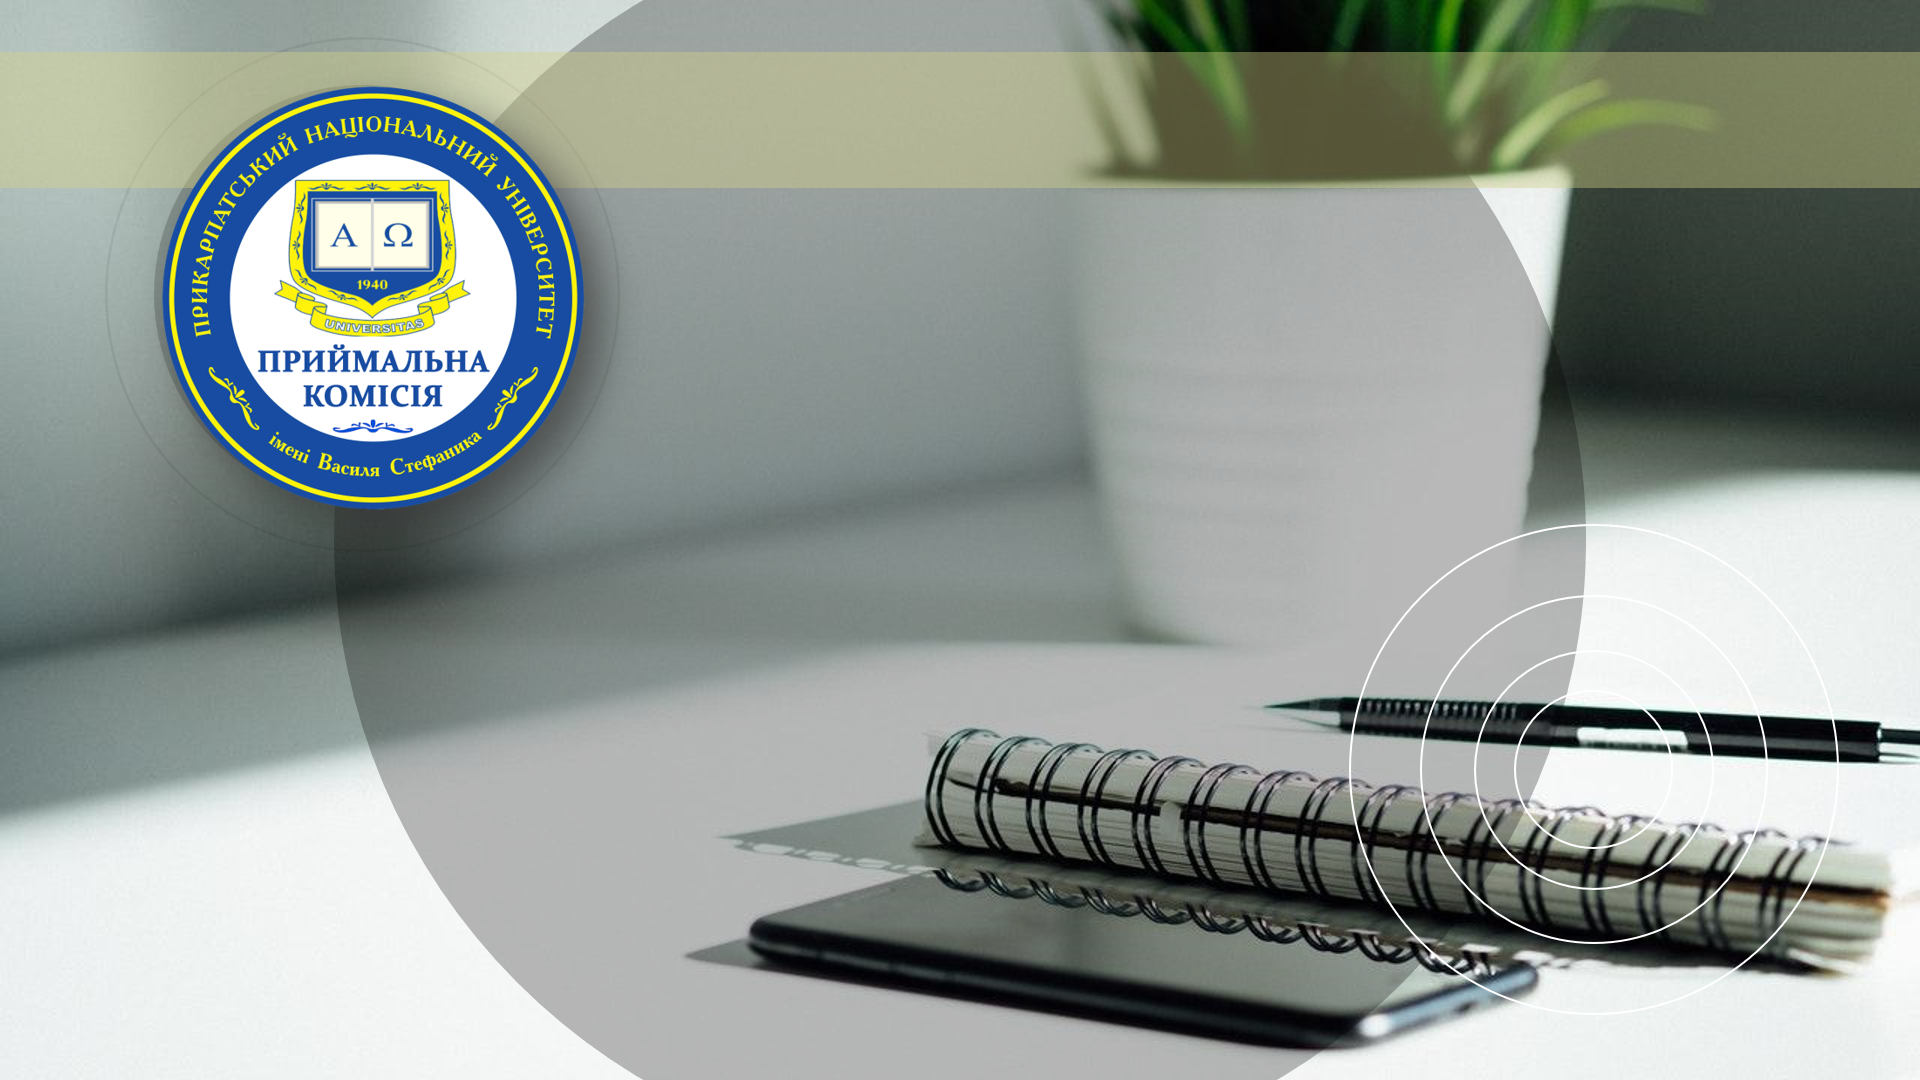 ПРИКАРПАТСЬКИЙ НАЦІОНАЛЬНИЙ УНІВЕРСИТЕТ
Α Ω
1940
UNIVERSITAS
ПРИЙМАЛЬНА
КОМІСІЯ
імені Василя Стефаника